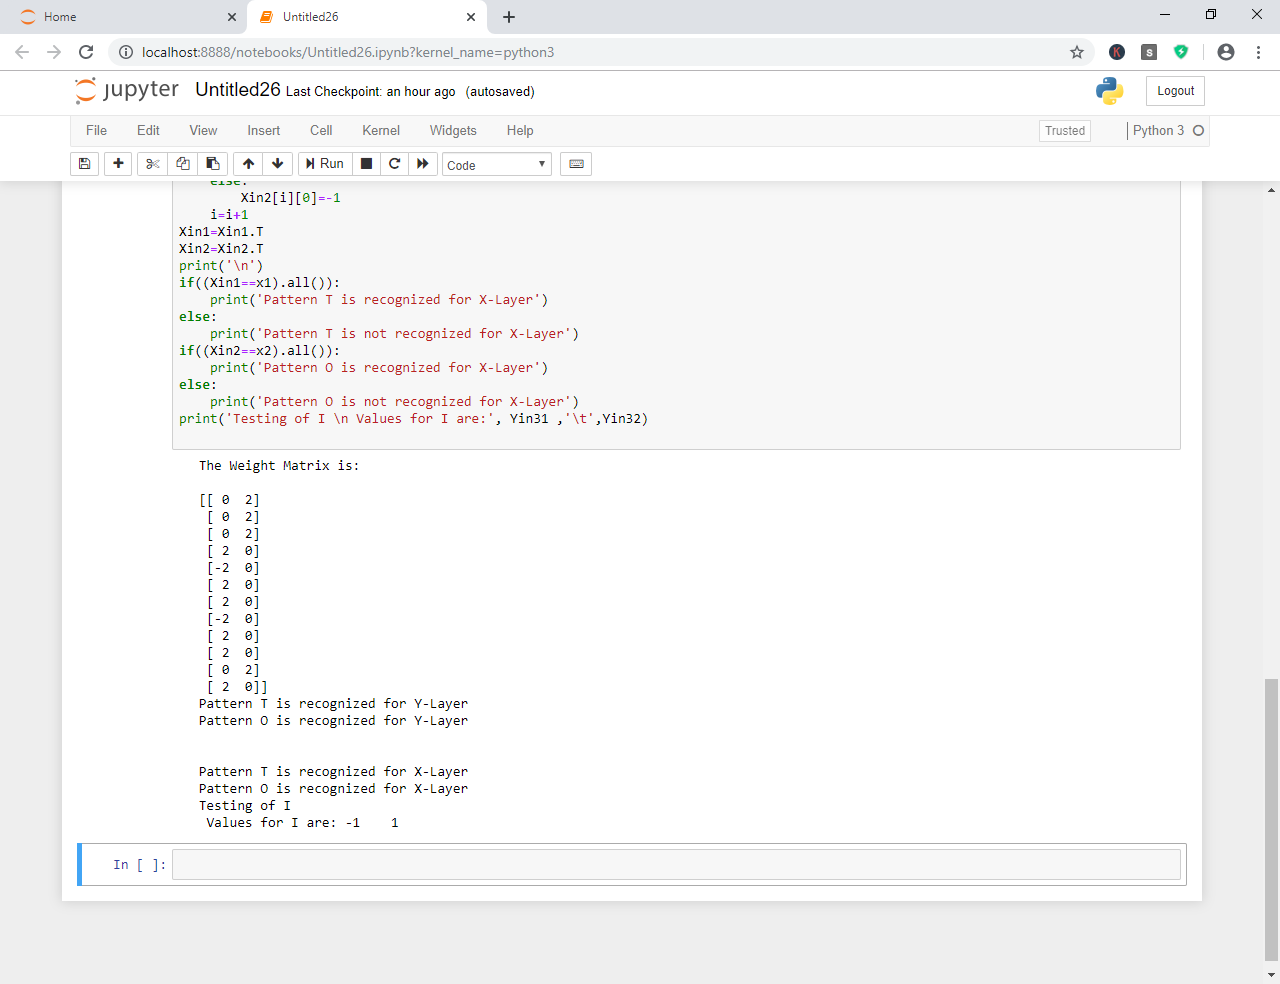 Home
Untitled26
localhost:8888/notebooks/Untitled26.ipynb?kernel_name=python3
K
s
jupyter Untitled26 Last Checkpoint: an hour ago (autosaved)
Logout
File Edit View Insert Cell Kernel Widgets Help
Trusted
Python 3
Run
Code
else:
Xin2[i][0]=-1
i=i+1
Xin1=Xin1.T
Xin2=Xin2.T
print('\n')
if((Xin1==x1).all()):
print('Pattern T is recognized for X-Layer')
else:
print('Pattern T is not recognized for X-Layer')
if((Xin2==x2).all()):
print('Pattern O is recognized for X-Layer')
else:
print('Pattern O is not recognized for X-Layer')
print('Testing of I \n Values for I are:', Yin31 ,'\t',Yin32)
The Weight Matrix is:
[[ 0  2]
[ 0  2]
[ 0  2]
[ 2  0]
[-2  0]
[ 2  0]
[ 2  0]
[-2  0]
[ 2  0]
[ 2  0]
[ 0  2]
[ 2  0]]
Pattern T is recognized for Y-Layer
Pattern O is recognized for Y-Layer
Pattern T is recognized for X-Layer
Pattern O is recognized for X-Layer
Testing of I
Values for I are: -1    1
In [ ]: